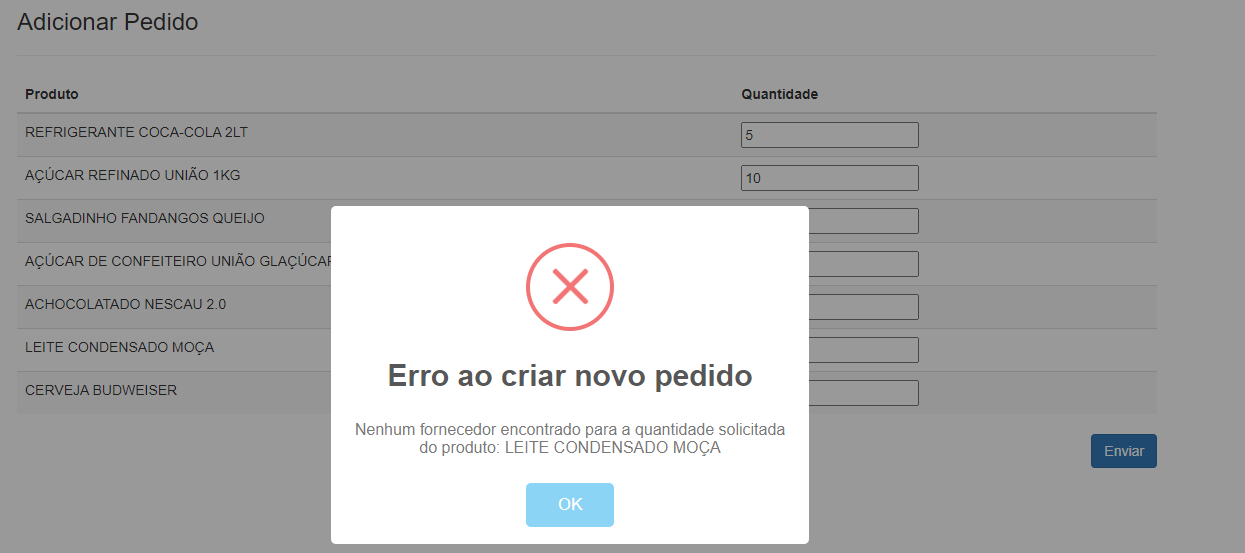 Adicionar Pedido
Produto Quantidade
REFRIGERANTE COCA-COLA 2LT 5
AÇÚCAR REFINADO UNIÃO 1KG 10
SALGADINHO FANDANGOS QUEIJO
AÇÚCAR DE CONFEITEIRO UNIÃO GLAÇÚCAR
ACHOCOLATADO NESCAU 2.0
LEITE CONDENSADO MOÇA
CERVEJA BUDWEISER
Enviar
Erro ao criar novo pedido
Nenhum fornecedor encontrado para a quantidade solicitada
do produto: LEITE CONDENSADO MOÇA
OK